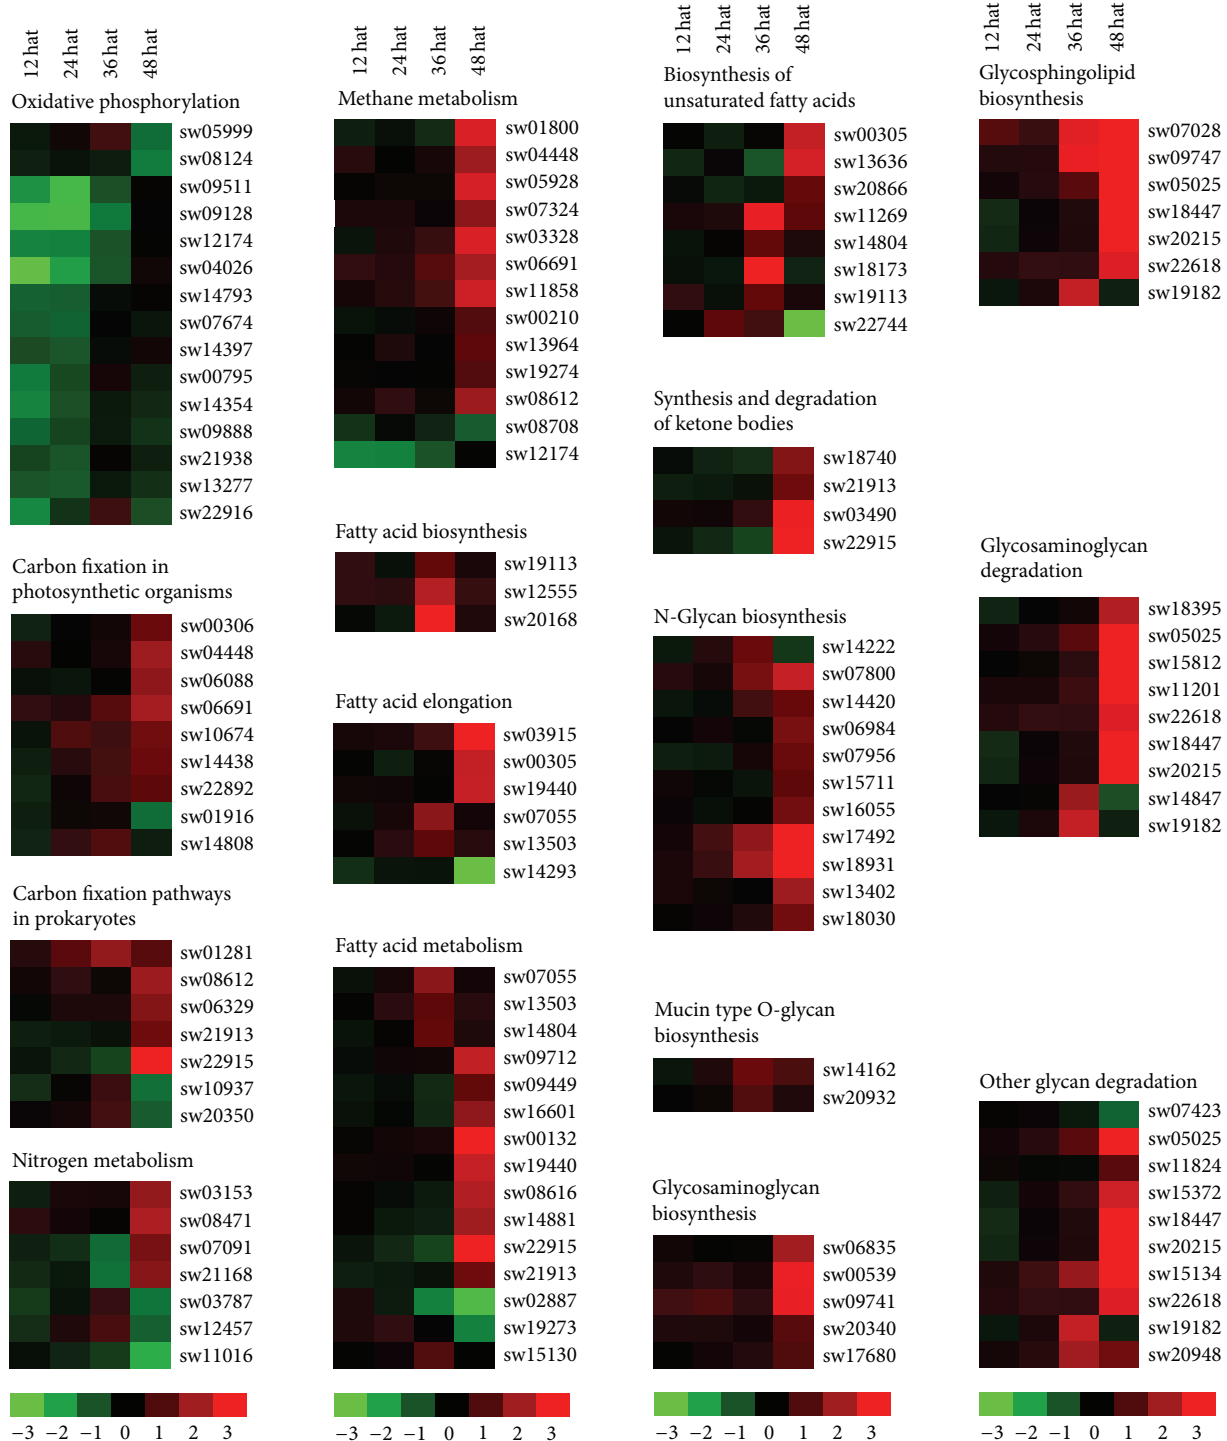 12 hat
24 hat
36 hat
48 hat
Oxidative phosphorylation
sw05999
sw08124
sw09511
sw09128
sw12174
sw04026
sw14793
sw07674
sw14397
sw00795
sw14354
sw09888
sw21938
sw13277
sw22916
Carbon fixation in
photosynthetic organisms
sw00306
sw04448
sw06088
sw06691
sw10674
sw14438
sw22892
sw01916
sw14808
Carbon fixation pathways
in prokaryotes
sw01281
sw08612
sw06329
sw21913
sw22915
sw10937
sw20350
Nitrogen metabolism
sw03153
sw08471
sw07091
sw21168
sw03787
sw12457
sw11016
−3 −2 −1 0 1 2 3
12 hat
24 hat
36 hat
48 hat
Methane metabolism
sw01800
sw04448
sw05928
sw07324
sw03328
sw06691
sw11858
sw00210
sw13964
sw19274
sw08612
sw08708
sw12174
Fatty acid biosynthesis
sw19113
sw12555
sw20168
Fatty acid elongation
sw03915
sw00305
sw19440
sw07055
sw13503
sw14293
Fatty acid metabolism
sw07055
sw13503
sw14804
sw09712
sw09449
sw16601
sw00132
sw19440
sw08616
sw14881
sw22915
sw21913
sw02887
sw19273
sw15130
−3 −2 −1 0 1 2 3
12 hat
24 hat
36 hat
48 hat
Biosynthesis of
unsaturated fatty acids
sw00305
sw13636
sw20866
sw11269
sw14804
sw18173
sw19113
sw22744
Synthesis and degradation
of ketone bodies
sw18740
sw21913
sw03490
sw22915
N-Glycan biosynthesis
sw14222
sw07800
sw14420
sw06984
sw07956
sw15711
sw16055
sw17492
sw18931
sw13402
sw18030
Mucin type O-glycan
biosynthesis
sw14162
sw20932
Glycosaminoglycan
biosynthesis
sw06835
sw00539
sw09741
sw20340
sw17680
−3 −2 −1 0 1 2 3
12 hat
24 hat
36 hat
48 hat
Glycosphingolipid
biosynthesis
sw07028
sw09747
sw05025
sw18447
sw20215
sw22618
sw19182
Glycosaminoglycan
degradation
sw18395
sw05025
sw15812
sw11201
sw22618
sw18447
sw20215
sw14847
sw19182
Other glycan degradation
sw07423
sw05025
sw11824
sw15372
sw18447
sw20215
sw15134
sw22618
sw19182
sw20948
−3 −2 −1 0 1 2 3